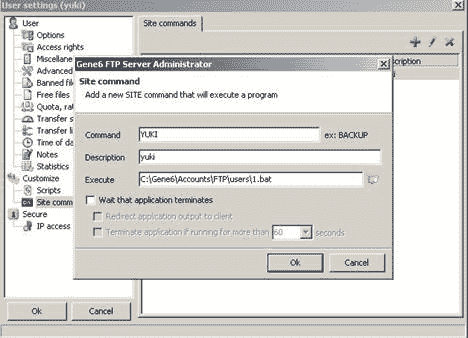 User settings (yuki)
User
Options
Access rights
Miscellane
Advanced
Banned file
Free files
Quota, rat
Transfer s
Transfer li
Time of da
Notes
Statistics
Customize
Scripts
Site comm
Secure
IP access
Ok
Cancel
Site commands
scription
Gene6 FTP Server Administrator
Site command
Add a new SITE command that will execute a program
Command YUKI ex: BACKUP
Description yuki
Execute C:\Gene6\Accounts\FTP\users\1.bat
Wait that application terminates
Redirect application output to client
Terminate application if running for more than 60 seconds
Ok Cancel